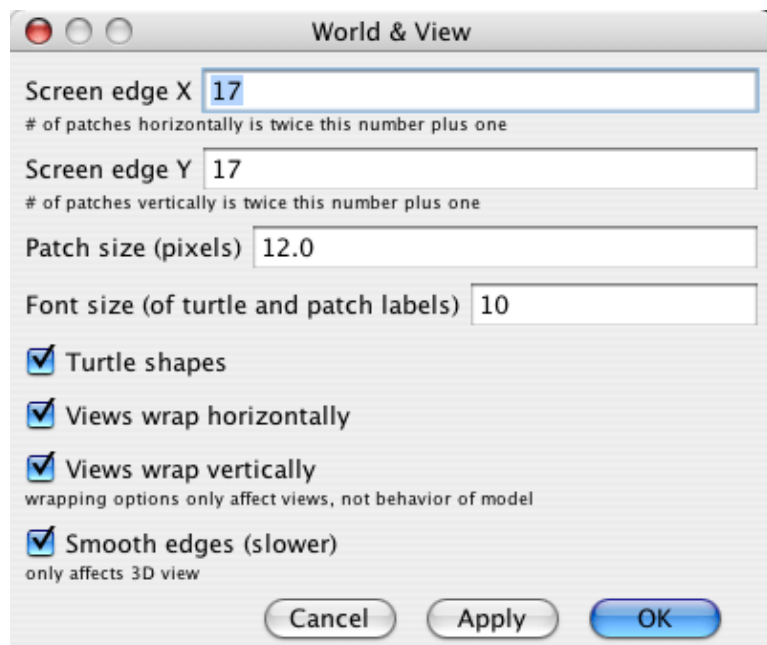 World & View
Screen edge X 17
# of patches horizontally is twice this number plus one
Screen edge Y 17
# of patches vertically is twice this number plus one
Patch size (pixels) 12.0
Font size (of turtle and patch labels) 10
Turtle shapes
Views wrap horizontally
Views wrap vertically
wrapping options only affect views, not behavior of model
Smooth edges (slower)
only affects 3D view
Cancel Apply OK